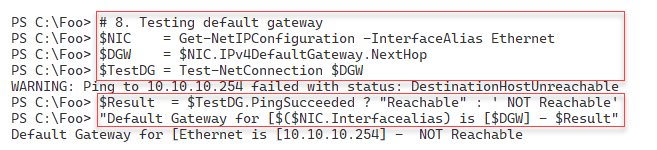 PS C:\Foo> # 8. Testing default gateway
PS C:\Foo> $NIC    = Get-NetIPConfiguration -InterfaceAlias Ethernet
PS C:\Foo> $DGW    = $NIC.IPv4DefaultGateway.NextHop
PS C:\Foo> $TestDG = Test-NetConnection $DGW
WARNING: Ping to 10.10.10.254 failed with status: DestinationHostUnreachable
PS C:\Foo> $Result  = $TestDG.PingSucceeded ? "Reachable" : ' NOT Reachable'
PS C:\Foo> "Default Gateway for [$($NIC.Interfacealias) is [$DGW] - $Result"
Default Gateway for [Ethernet is [10.10.10.254] -  NOT Reachable